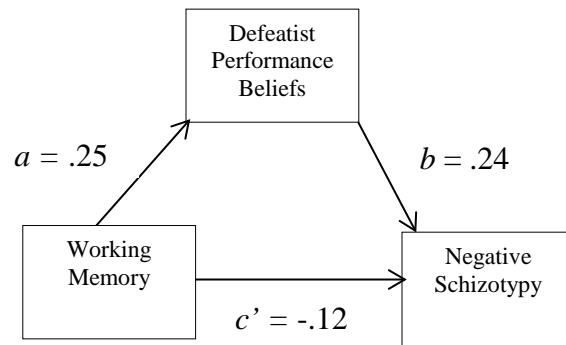 Defeatist
Performance
Beliefs
a = .25
b = .24
Working
Memory
Negative
Schizotypy
c’ = -.12